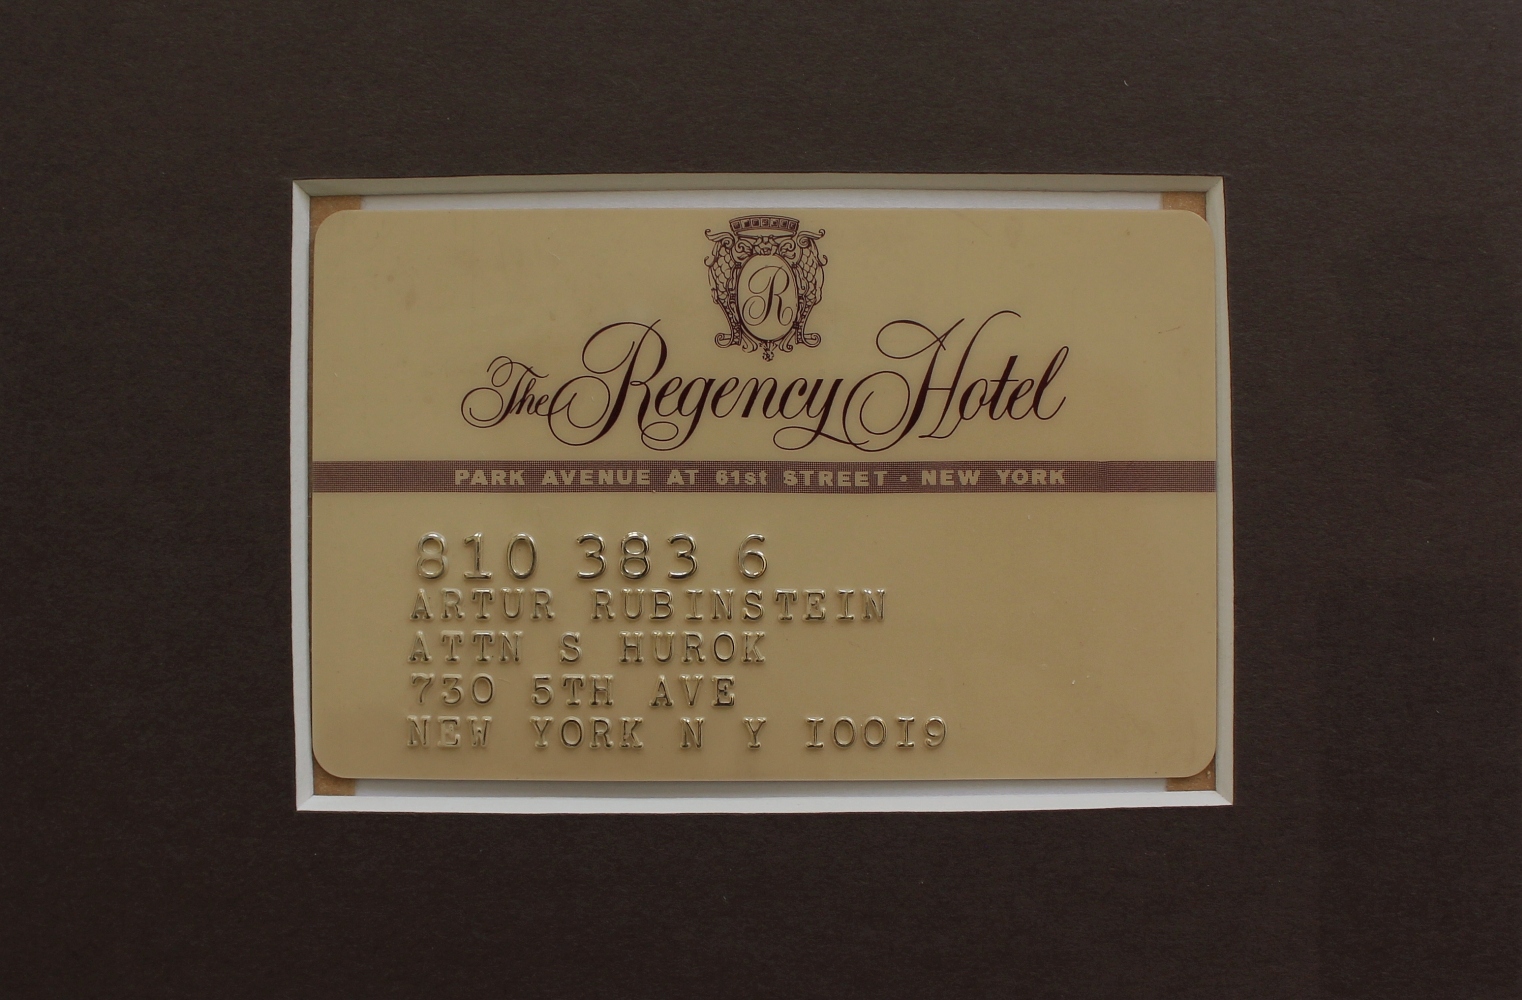 R
The Regency Hotel
PARK AVENUE AT 61st STREET • NEW YORK
810 383 6
ARTUR RUBINSTEIN
ATTN S HUROK
730 5TH AVE
NEW YORK N Y 10019